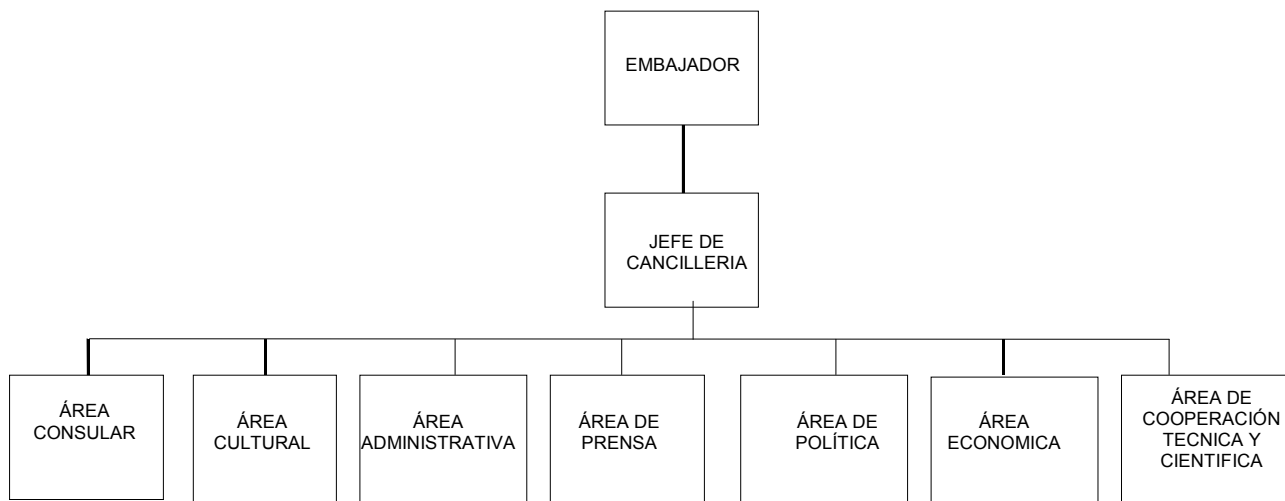 EMBAJADOR
JEFE DE
CANCILLERIA
ÁREA
CONSULAR
ÁREA
CULTURAL
ÁREA
ADMINISTRATIVA
ÁREA DE
PRENSA
ÁREA DE
POLÍTICA
ÁREA
ECONOMICA
ÁREA DE
COOPERACIÓN
TECNICA Y
CIENTIFICA